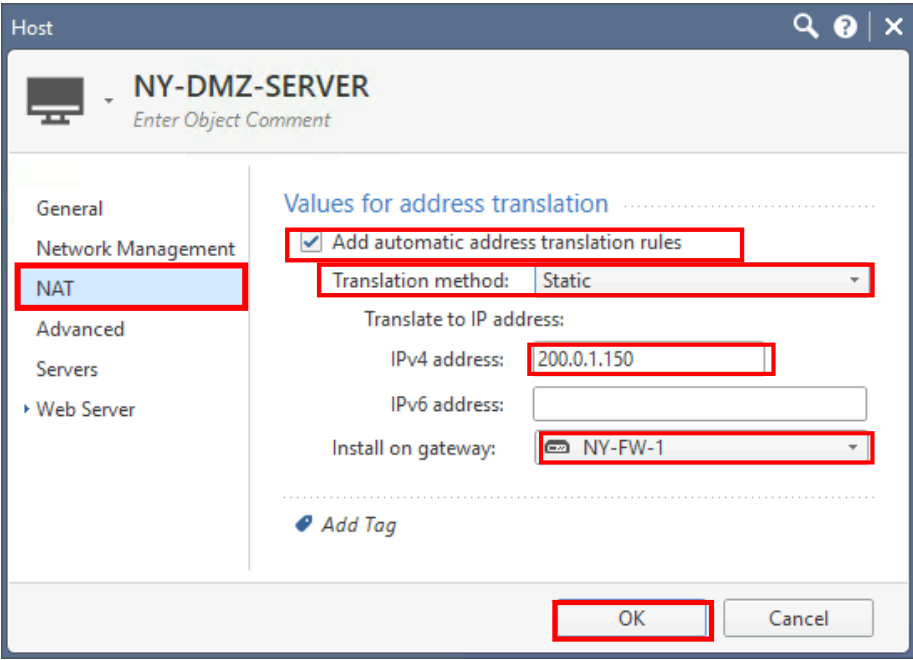 Host
NY-DMZ-SERVER
Enter Object Comment
General
Network Management
NAT
Advanced
Servers
Web Server
Values for address translation
Add automatic address translation rules
Translation method: Static
Translate to IP address:
IPv4 address: 200.0.1.150
IPv6 address:
Install on gateway: NY-FW-1
Add Tag
OK Cancel